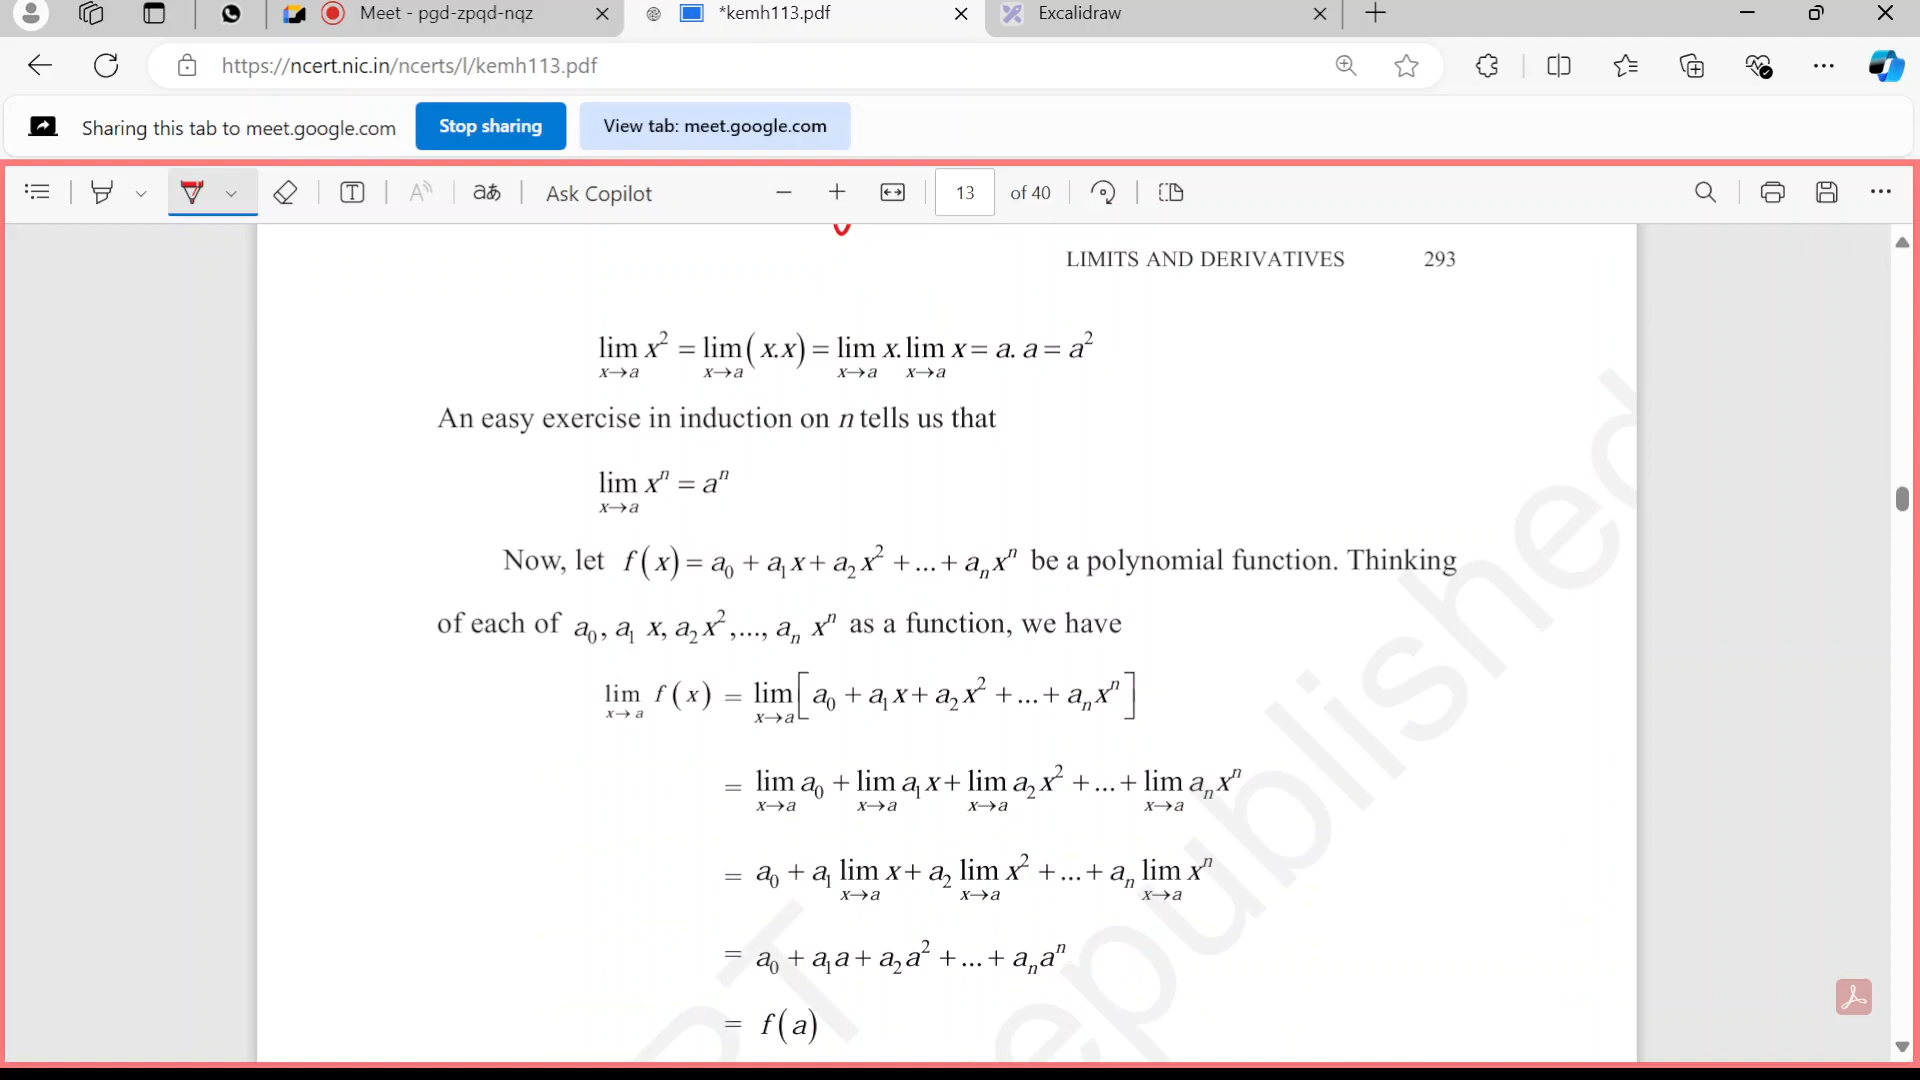 Meet - pgd-zpqd-nqz
*kemh113.pdf
Excalidraw
https://ncert.nic.in/ncerts/l/kemh113.pdf
Sharing this tab to meet.google.com
Stop sharing
View tab: meet.google.com
Ask Copilot
13 of 40
LIMITS AND DERIVATIVES 293
lim x→a x² = lim x→a (x.x) = lim x→a x. lim x→a x = a. a = a²
An easy exercise in induction on n tells us that
lim x→a xⁿ = aⁿ
Now, let f(x) = a₀ + a₁x + a₂x² + ... + aₙxⁿ be a polynomial function. Thinking
of each of a₀, a₁ x, a₂x²,..., aₙ xⁿ as a function, we have
lim x→a f(x) = lim x→a [a₀ + a₁x + a₂x² + ... + aₙxⁿ]
= lim x→a a₀ + lim x→a a₁x + lim x→a a₂x² + ... + lim x→a aₙxⁿ
= a₀ + a₁ lim x→a x + a₂ lim x→a x² + ... + aₙ lim x→a xⁿ
= a₀ + a₁a + a₂a² + ... + aₙaⁿ
= f(a)